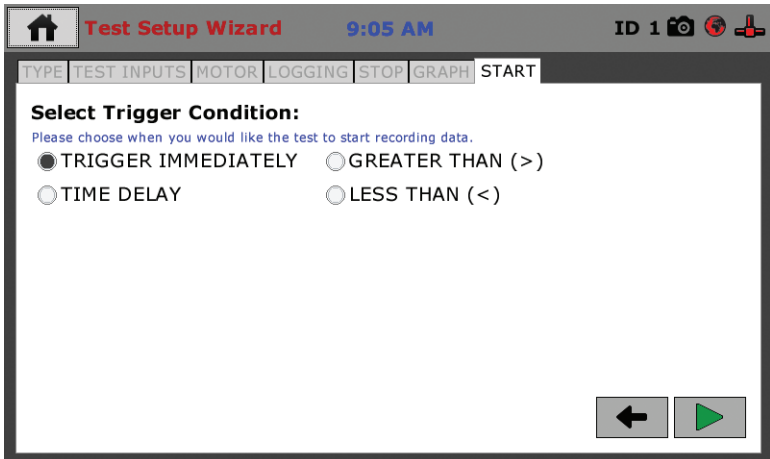 Test Setup Wizard 9:05 AM ID 1
TYPE TEST INPUTS MOTOR LOGGING STOP GRAPH START
Select Trigger Condition:
Please choose when you would like the test to start recording data.
TRIGGER IMMEDIATELY GREATER THAN (>)
TIME DELAY LESS THAN (<)